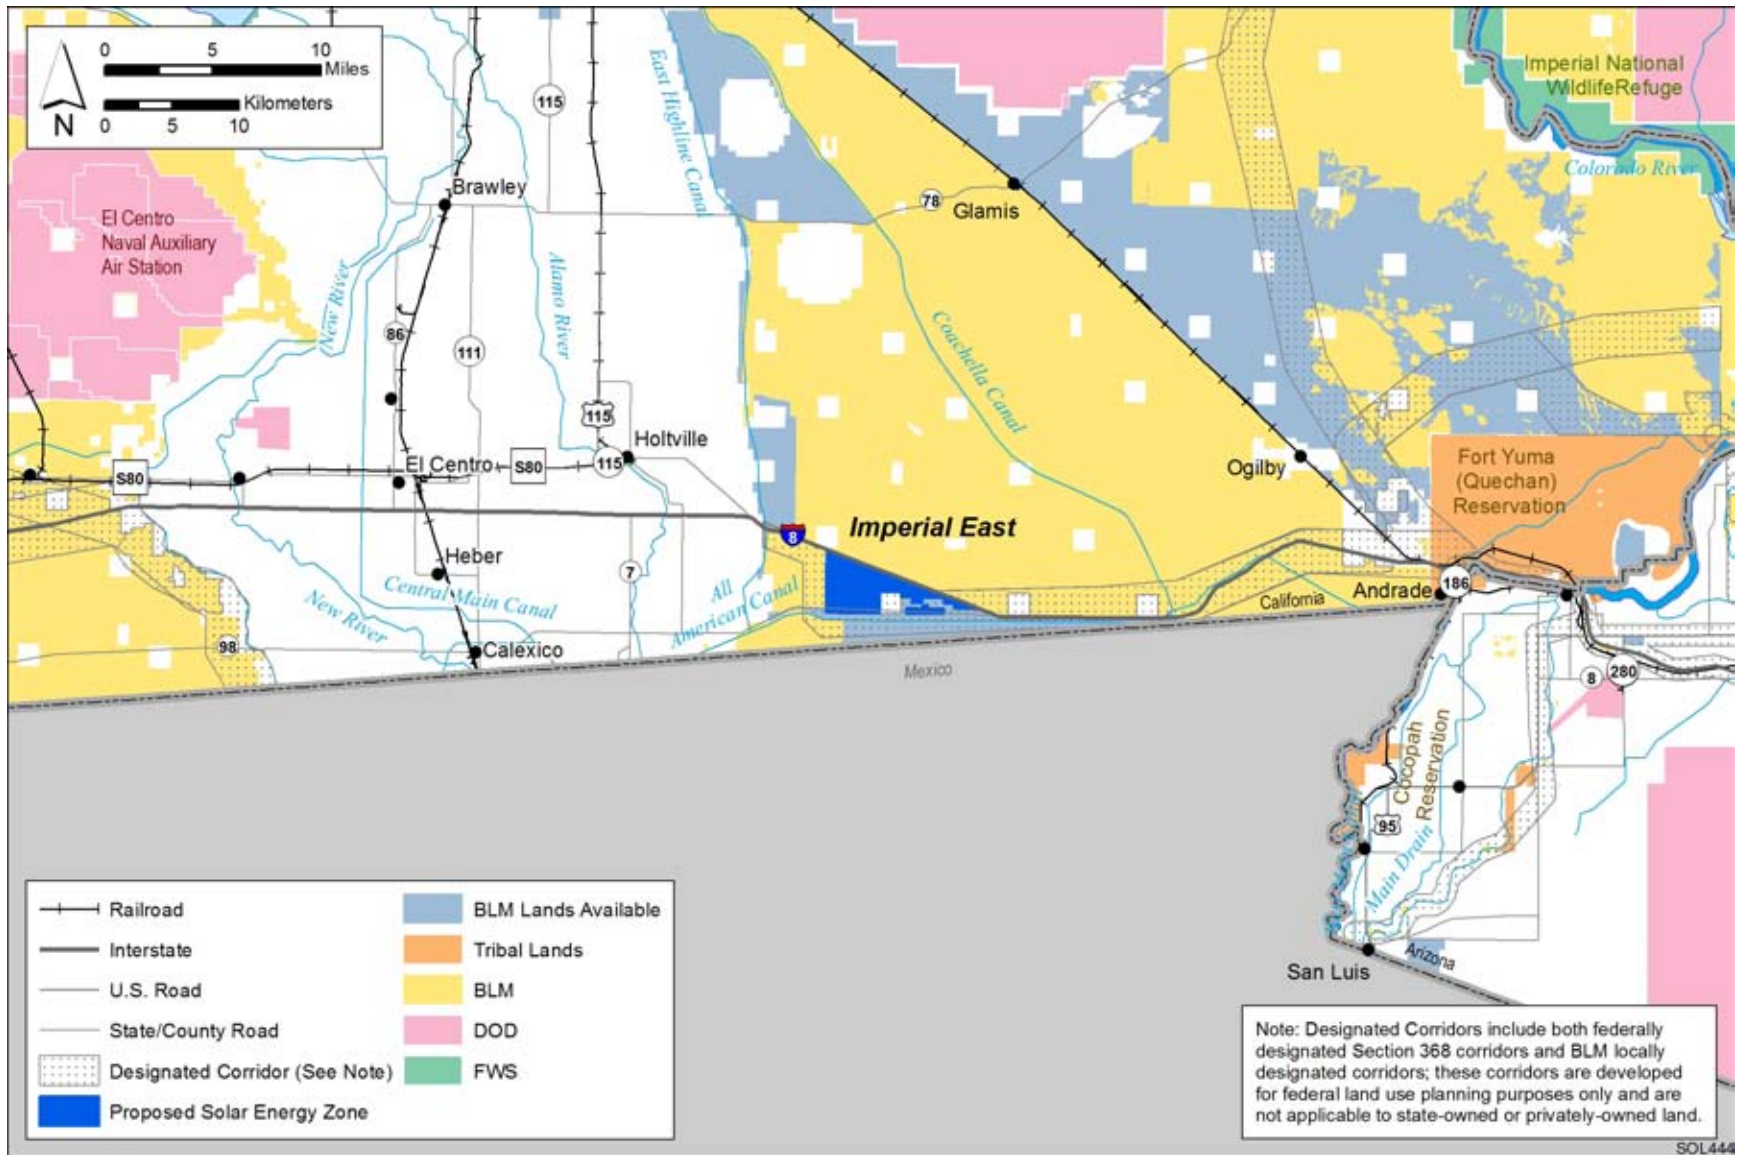 0 5 10
Miles
Kilometers
0 5 10
N
115
East Highline Canal
Imperial National
WildlifeRefuge
Colorado River
Brawley
78
Glamis
El Centro
Naval Auxiliary
Air Station
New River
Alamo River
86
111
Coachella Canal
115
Holtville
115
S80
El Centro
S80
Ogilby
Fort Yuma
(Quechan)
Reservation
8
Imperial East
Heber
7
Central Main Canal
New River
All
American Canal
California
Andrade
186
98
Calexico
Mexico
8
280
Cocopah
Reservation
95
Main Drain
San Luis
Arizona
Railroad
Interstate
U.S. Road
State/County Road
Designated Corridor (See Note)
Proposed Solar Energy Zone
BLM Lands Available
Tribal Lands
BLM
DOD
FWS
Note: Designated Corridors include both federally
designated Section 368 corridors and BLM locally
designated corridors; these corridors are developed
for federal land use planning purposes only and are
not applicable to state-owned or privately-owned land.
SOL444